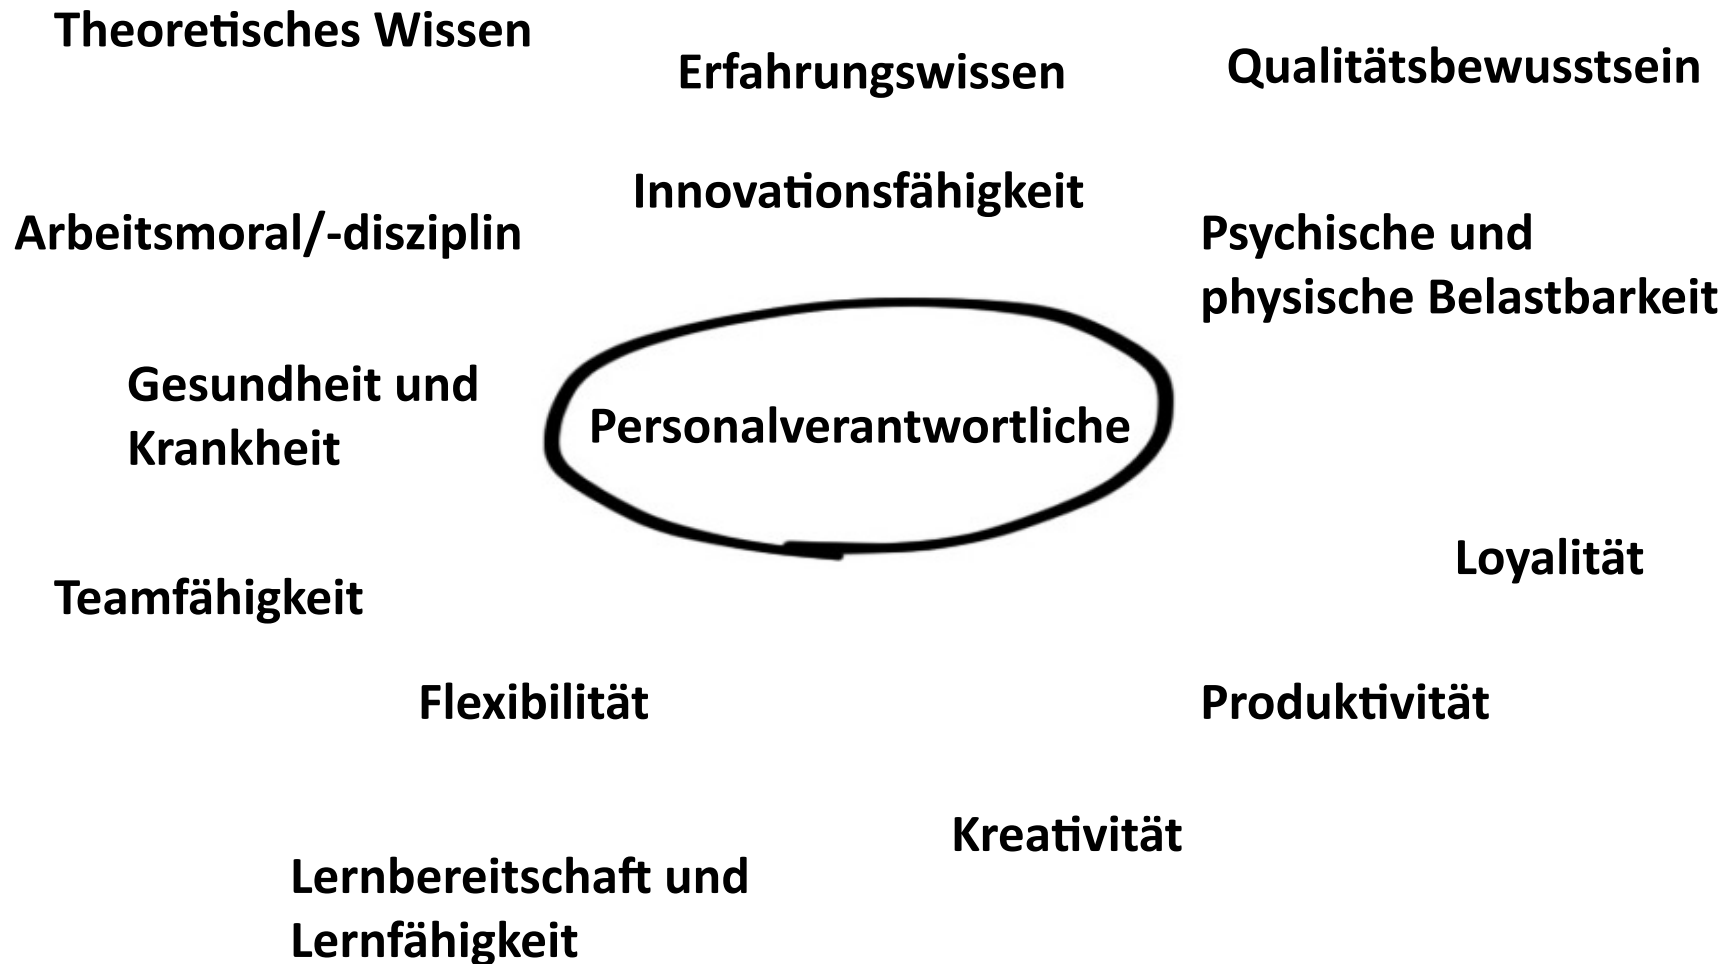 Theoretisches Wissen
Erfahrungswissen
Qualitätsbewusstsein
Innovationsfähigkeit
Arbeitsmoral/-disziplin
Psychische und
physische Belastbarkeit
Gesundheit und
Krankheit
Personalverantwortliche
Loyalität
Teamfähigkeit
Flexibilität
Produktivität
Kreativität
Lernbereitschaft und
Lernfähigkeit